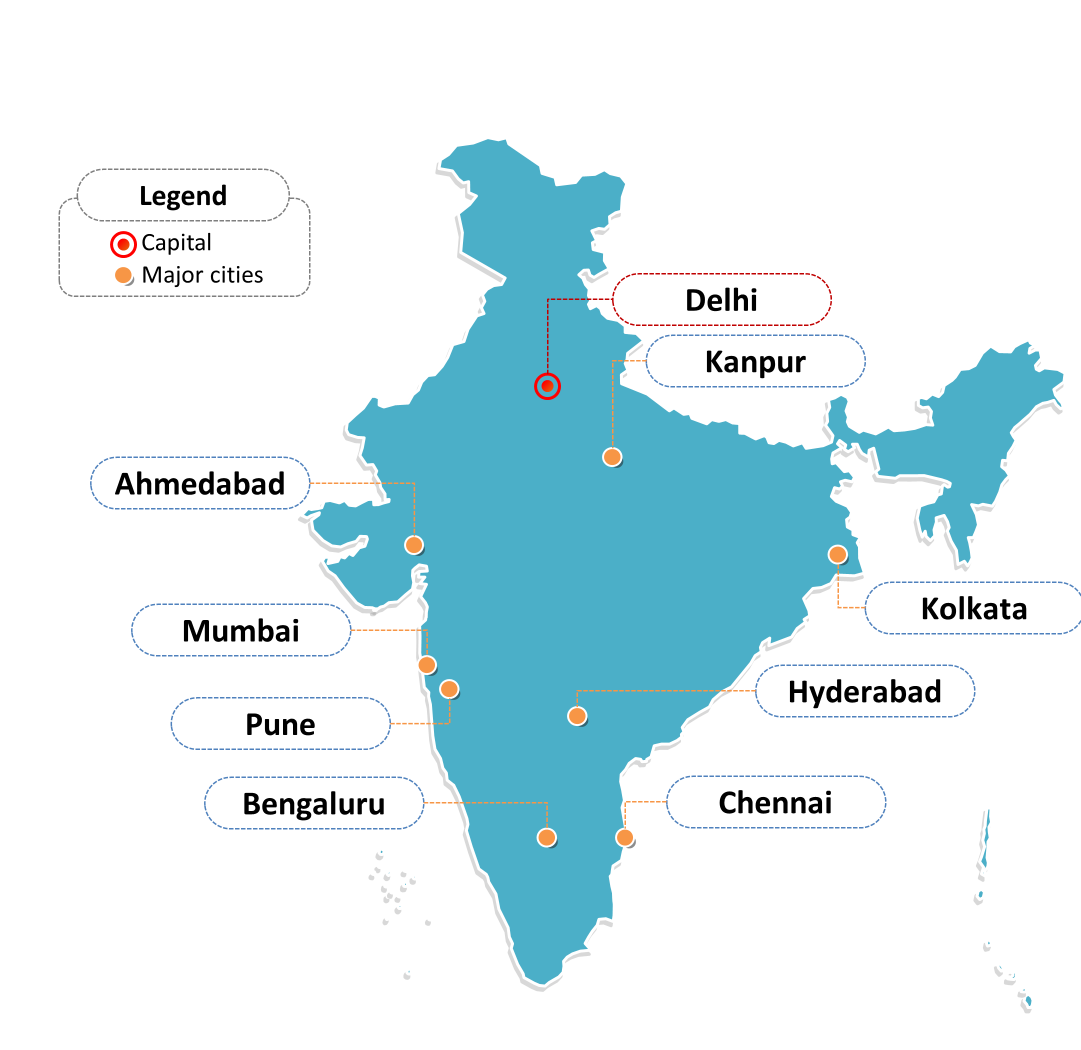 Legend
Capital
Major cities
Delhi
Kanpur
Ahmedabad
Kolkata
Mumbai
Hyderabad
Pune
Bengaluru
Chennai